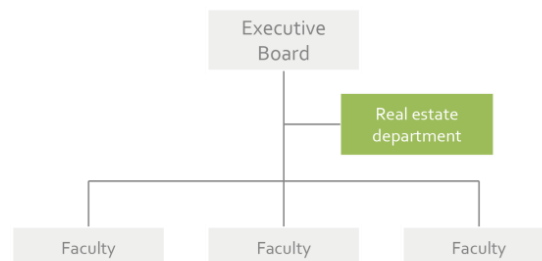 Executive
Board
Real estate
department
Faculty
Faculty
Faculty